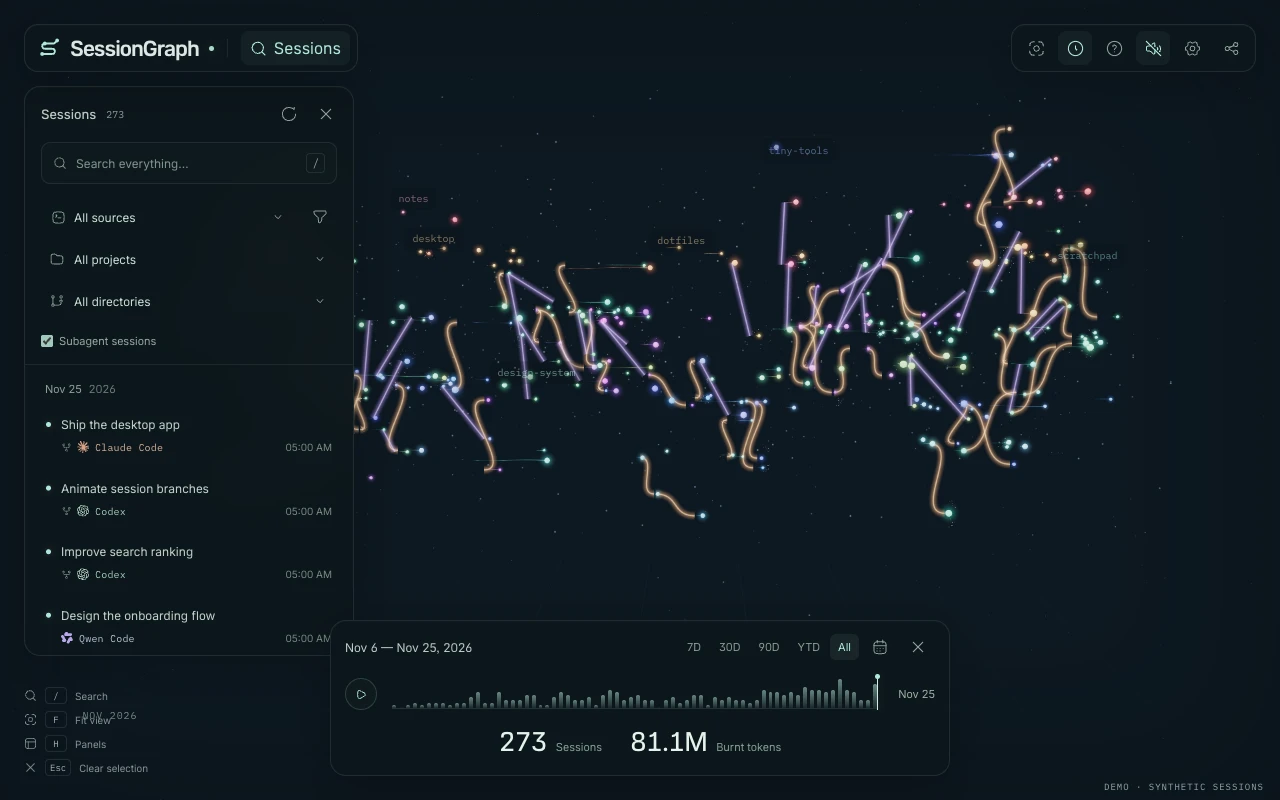 SessionGraph
Sessions
Sessions 273
Search everything... /
All sources
All projects
All directories
Subagent sessions
Nov 25 2026
Ship the desktop app
Claude Code 05:00 AM
Animate session branches
Codex 05:00 AM
Improve search ranking
Codex 05:00 AM
Design the onboarding flow
Qwen Code 05:00 AM
tiny-tools
notes
desktop
dotfiles
scratchpad
design-system
/ Search
NOV 2026
F Fit view
H Panels
Esc Clear selection
Nov 6 — Nov 25, 2026 7D 30D 90D YTD All
Nov 25
273 Sessions 81.1M Burnt tokens
DEMO · SYNTHETIC SESSIONS